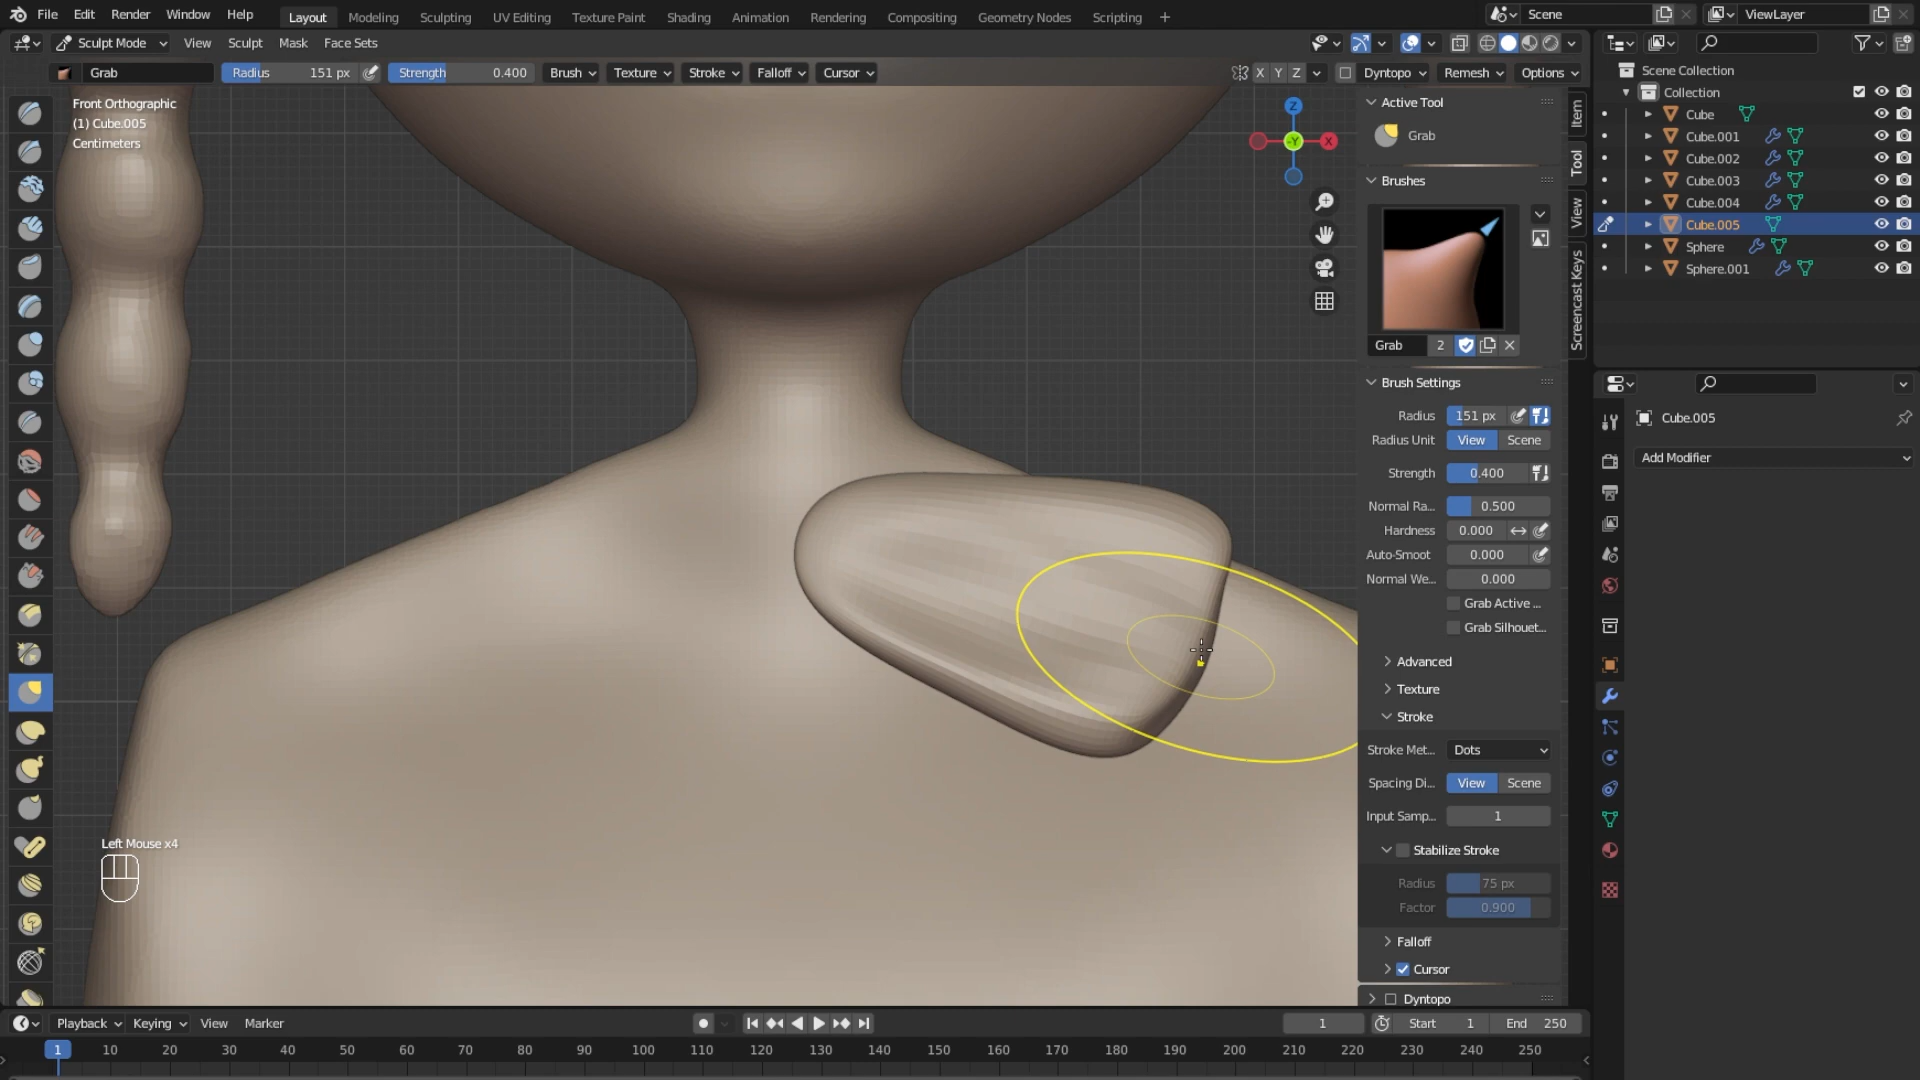 File Edit Render Window Help Layout Modeling Sculpting UV Editing Texture Paint Shading Animation Rendering Compositing Geometry Nodes Scripting + Scene ViewLayer
Sculpt Mode View Sculpt Mask Face Sets
Grab Radius 151 px Strength 0.400 Brush Texture Stroke Falloff Cursor X Y Z Dyntopo Remesh Options
Front Orthographic
(1) Cube.005
Centimeters
Z
-Y
X
Active Tool
Grab
Brushes
Grab 2
Brush Settings
Radius 151 px
Radius Unit View Scene
Strength 0.400
Normal Ra... 0.500
Hardness 0.000
Auto-Smoot 0.000
Normal We... 0.000
Grab Active ...
Grab Silhouet...
Advanced
Texture
Stroke
Stroke Met... Dots
Spacing Di... View Scene
Input Samp... 1
Stabilize Stroke
Radius 75 px
Factor 0.900
Falloff
Cursor
Dyntopo
Item
Tool
View
Screencast Keys
Scene Collection
Collection
Cube
Cube.001
Cube.002
Cube.003
Cube.004
Cube.005
Sphere
Sphere.001
Cube.005
Add Modifier
Left Mouse x4
Playback Keying View Marker 1 Start 1 End 250
1 10 20 30 40 50 60 70 80 90 100 110 120 130 140 150 160 170 180 190 200 210 220 230 240 250